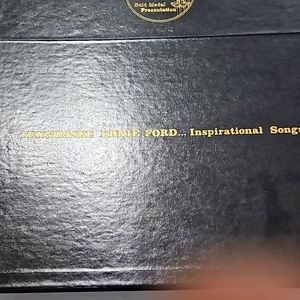 Gold Medal
Presentation
TENNESSEE ERNIE FORD... Inspirational Songs